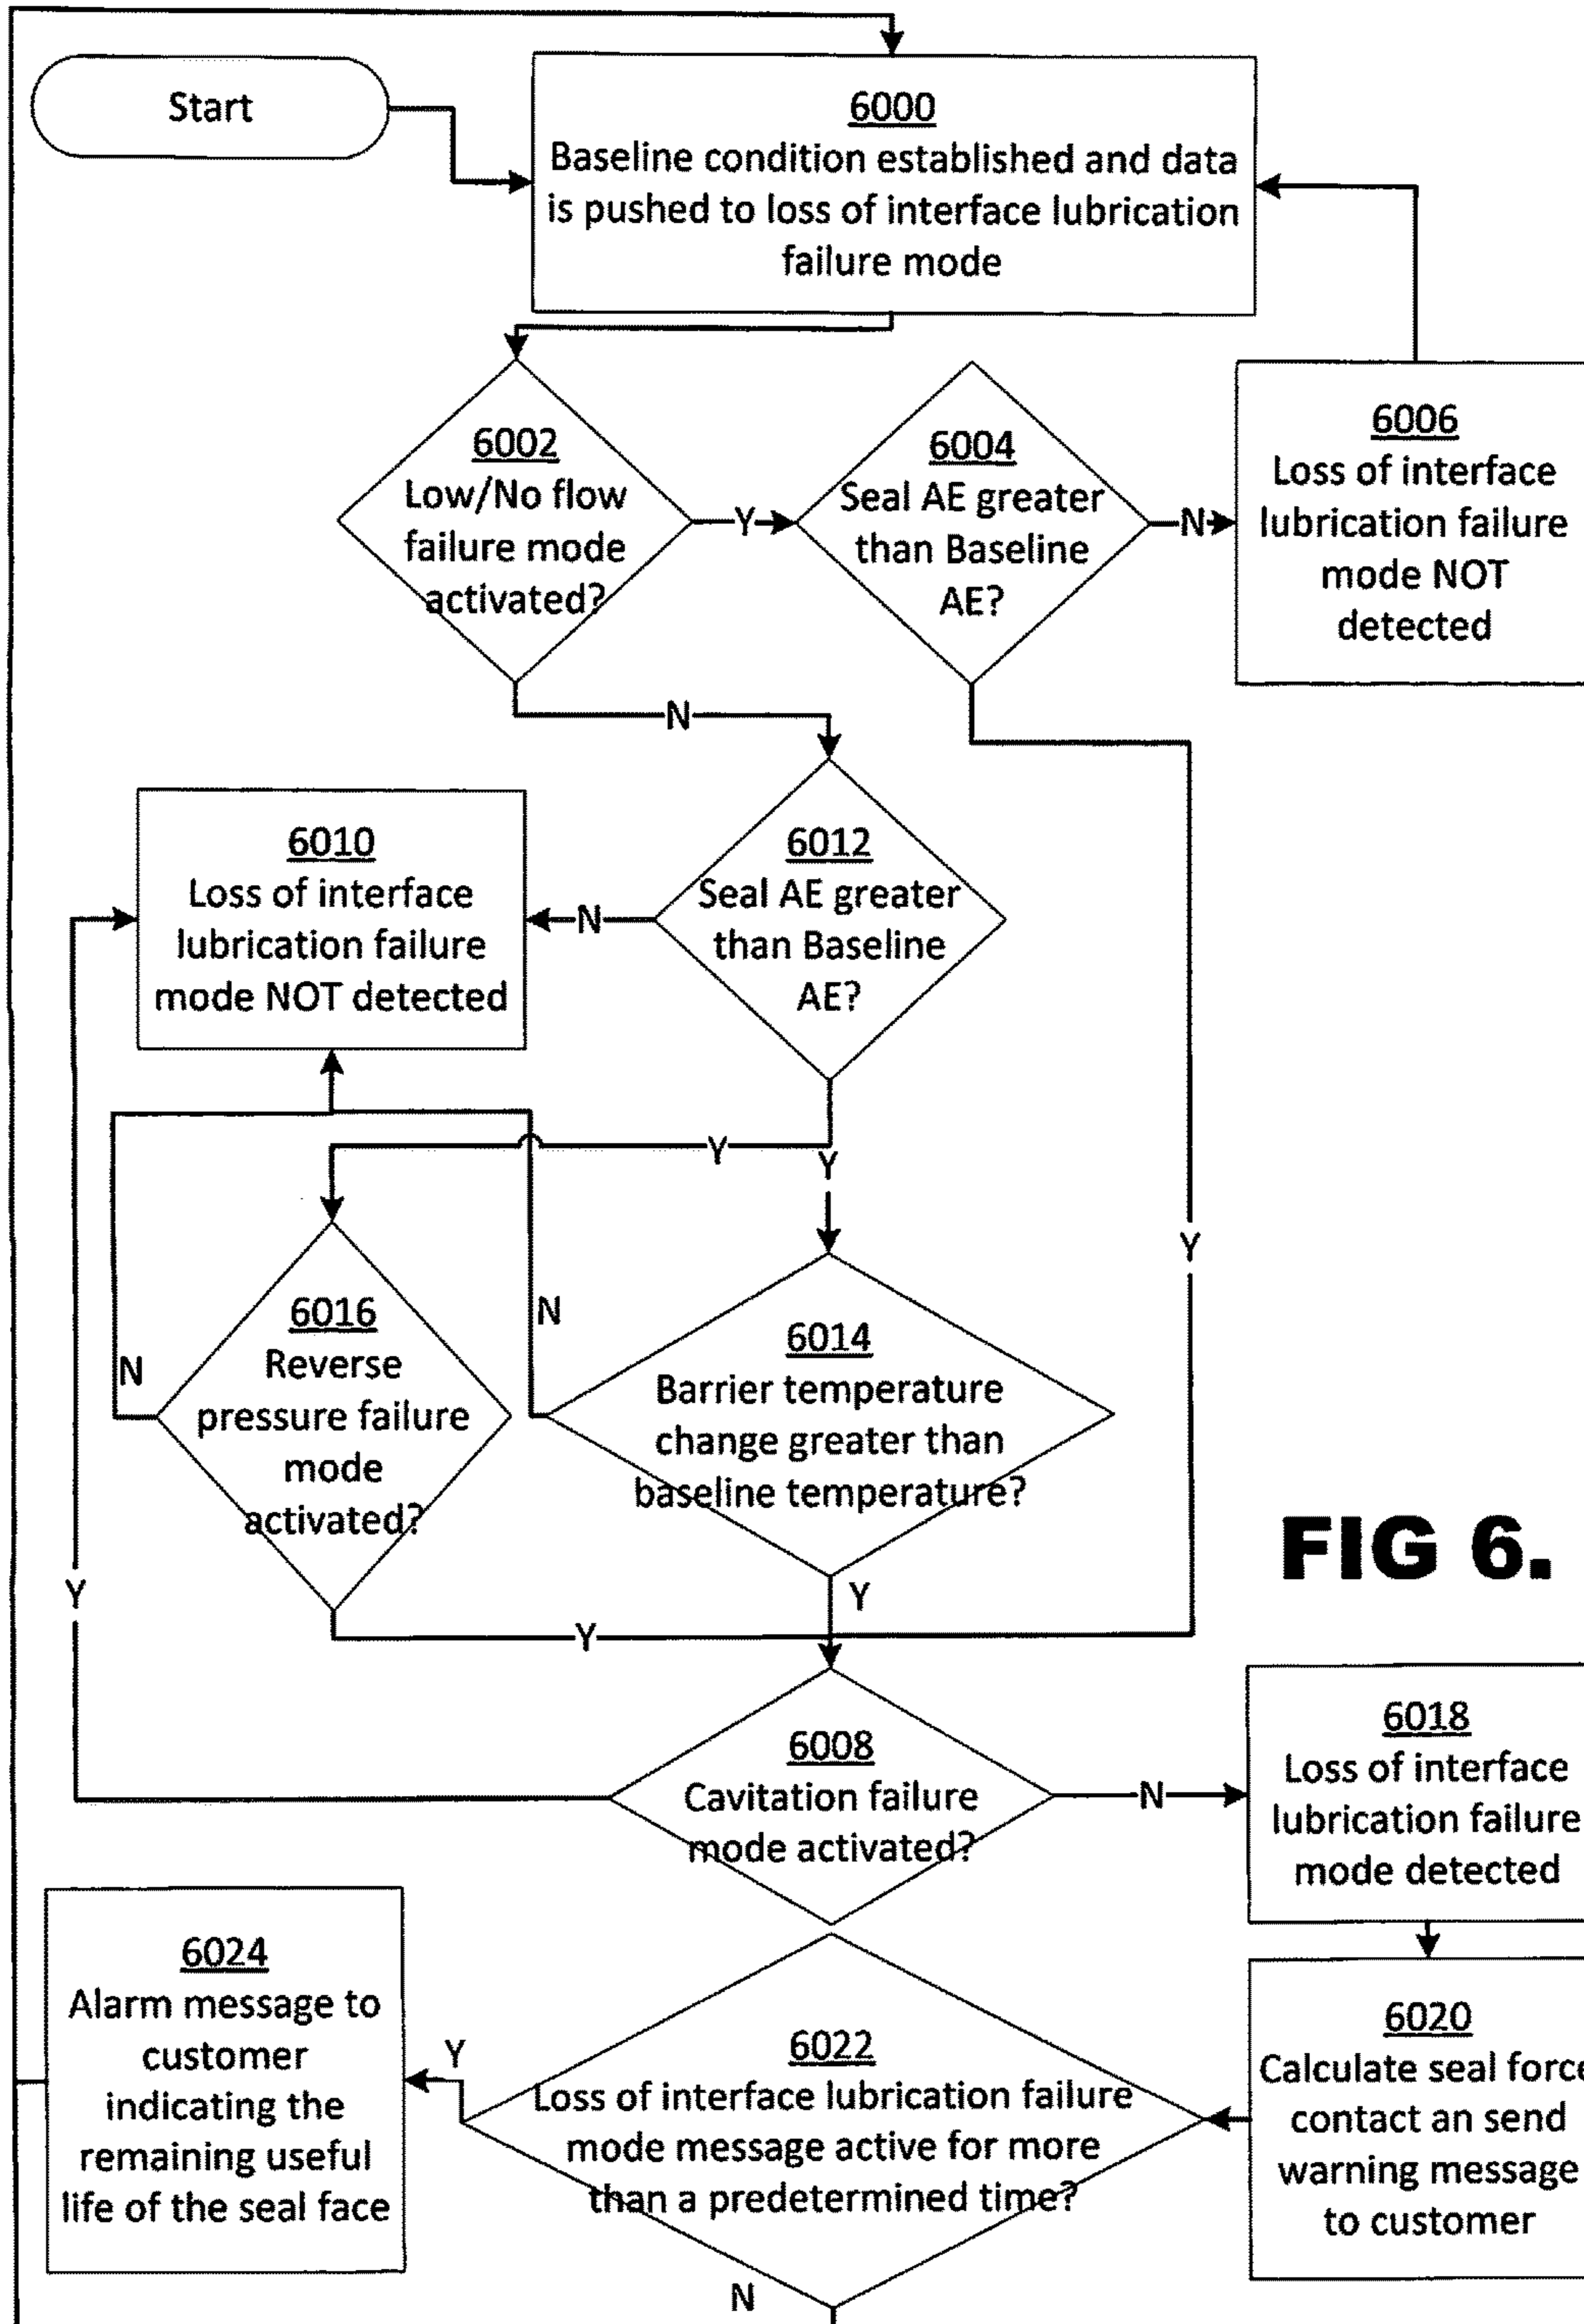 Start
6000
Baseline condition established and data
is pushed to loss of interface lubrication
failure mode
6002
Low/No flow
failure mode
activated?
Y
6004
Seal AE greater
than Baseline
AE?
N
6006
Loss of interface
lubrication failure
mode NOT
detected
N
6010
Loss of interface
lubrication failure
mode NOT detected
N
6012
Seal AE greater
than Baseline
AE?
Y
Y
Y
N
N
6016
Reverse
pressure failure
mode
activated?
6014
Barrier temperature
change greater than
baseline temperature?
FIG 6.
Y
Y
Y
6008
Cavitation failure
mode activated?
N
6018
Loss of interface
lubrication failure
mode detected
6024
Alarm message to
customer
indicating the
remaining useful
life of the seal face
Y
6022
Loss of interface lubrication failure
mode message active for more
than a predetermined time?
6020
Calculate seal force
contact an send
warning message
to customer
N